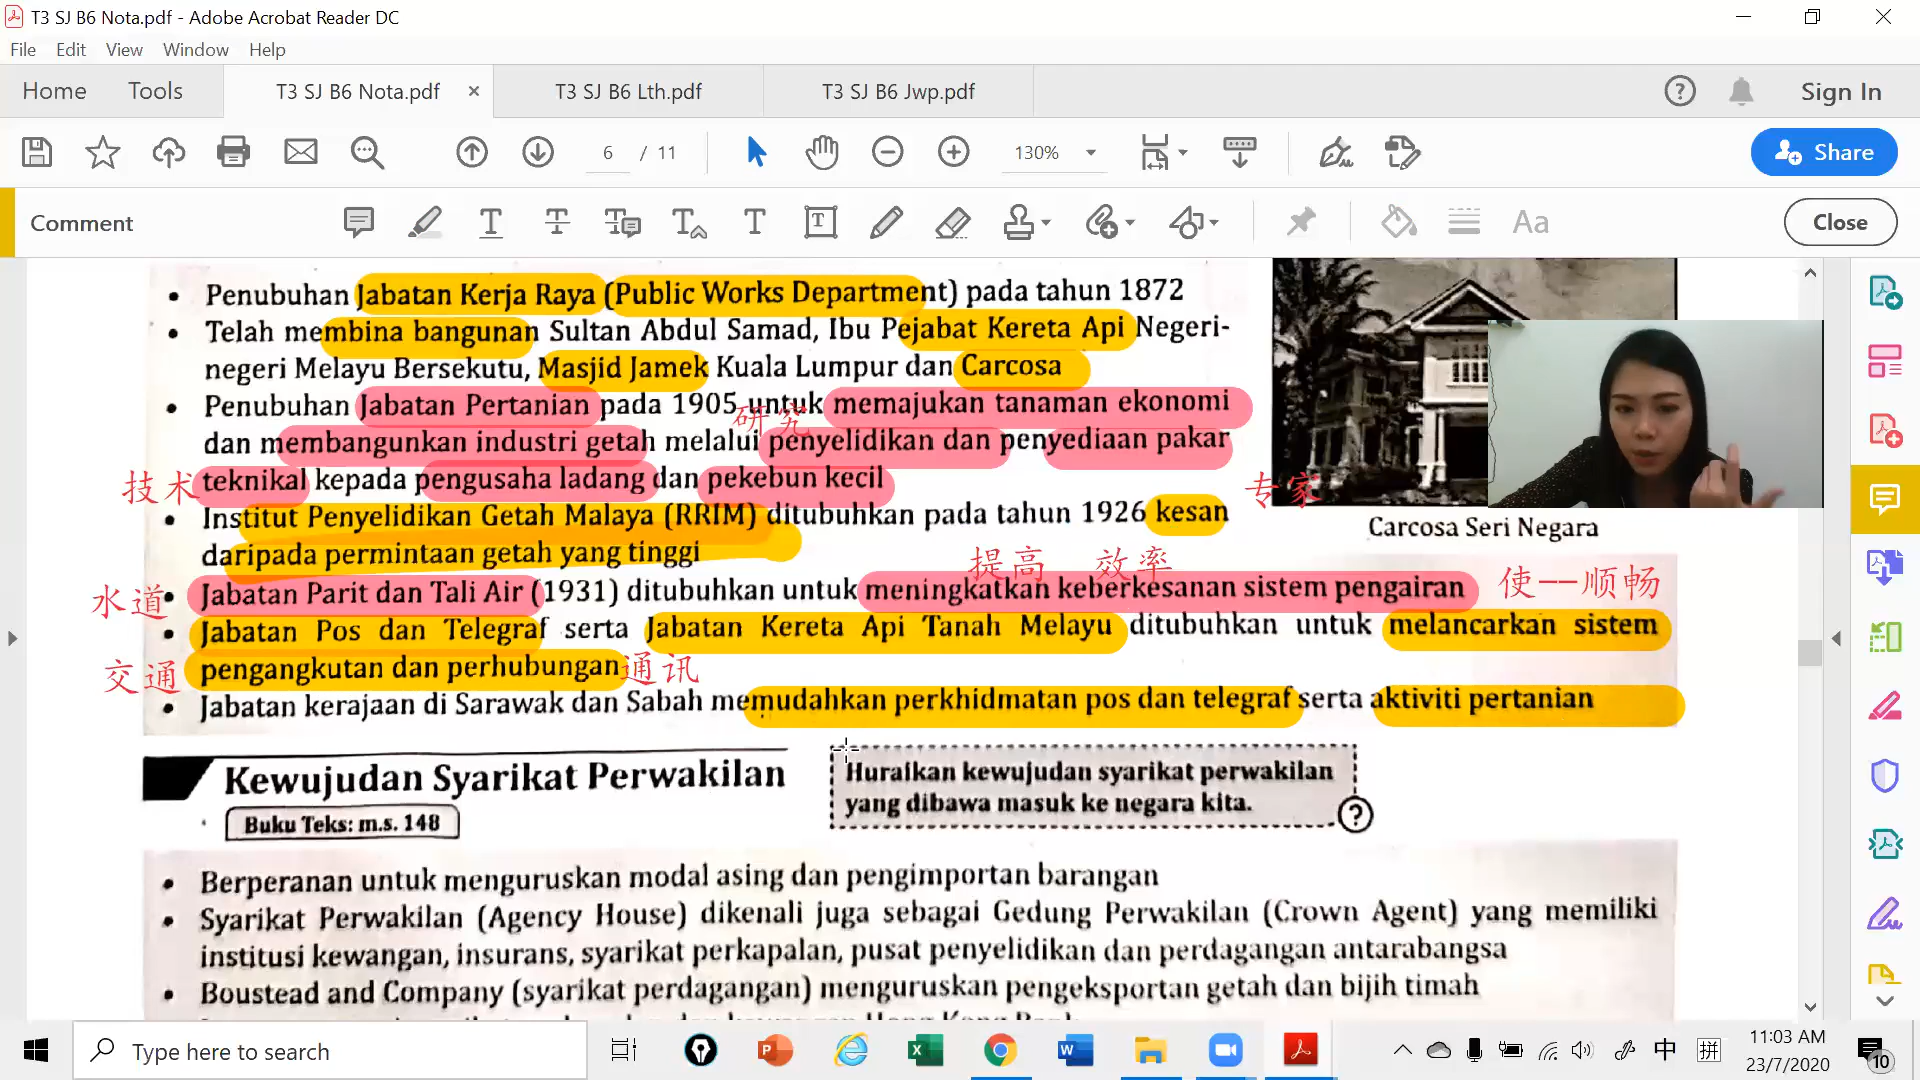 T3 SJ B6 Nota.pdf - Adobe Acrobat Reader DC
File Edit View Window Help
Home Tools T3 SJ B6 Nota.pdf × T3 SJ B6 Lth.pdf T3 SJ B6 Jwp.pdf Sign In
6 / 11 130% Share
Comment Aa Close
• Penubuhan Jabatan Kerja Raya (Public Works Department) pada tahun 1872
• Telah membina bangunan Sultan Abdul Samad, Ibu Pejabat Kereta Api Negeri-
negeri Melayu Bersekutu, Masjid Jamek Kuala Lumpur dan Carcosa
• Penubuhan Jabatan Pertanian pada 1905 untuk memajukan tanaman ekonomi
研究
dan membangunkan industri getah melalui penyelidikan dan penyediaan pakar
技术 teknikal kepada pengusaha ladang dan pekebun kecil 专家
• Institut Penyelidikan Getah Malaya (RRIM) ditubuhkan pada tahun 1926 kesan
Carcosa Seri Negara
daripada permintaan getah yang tinggi
提高 效率
水道 • Jabatan Parit dan Tali Air (1931) ditubuhkan untuk meningkatkan keberkesanan sistem pengairan 使--顺畅
• Jabatan Pos dan Telegraf serta Jabatan Kereta Api Tanah Melayu ditubuhkan untuk melancarkan sistem
交通 pengangkutan dan perhubungan 通讯
• Jabatan kerajaan di Sarawak dan Sabah memudahkan perkhidmatan pos dan telegraf serta aktiviti pertanian
Kewujudan Syarikat Perwakilan
Buku Teks: m.s. 148
Huraikan kewujudan syarikat perwakilan
yang dibawa masuk ke negara kita.
?
• Berperanan untuk menguruskan modal asing dan pengimportan barangan
• Syarikat Perwakilan (Agency House) dikenali juga sebagai Gedung Perwakilan (Crown Agent) yang memiliki
institusi kewangan, insurans, syarikat perkapalan, pusat penyelidikan dan perdagangan antarabangsa
• Boustead and Company (syarikat perdagangan) menguruskan pengeksportan getah dan bijih timah
Type here to search
中 拼 11:03 AM
23/7/2020
10